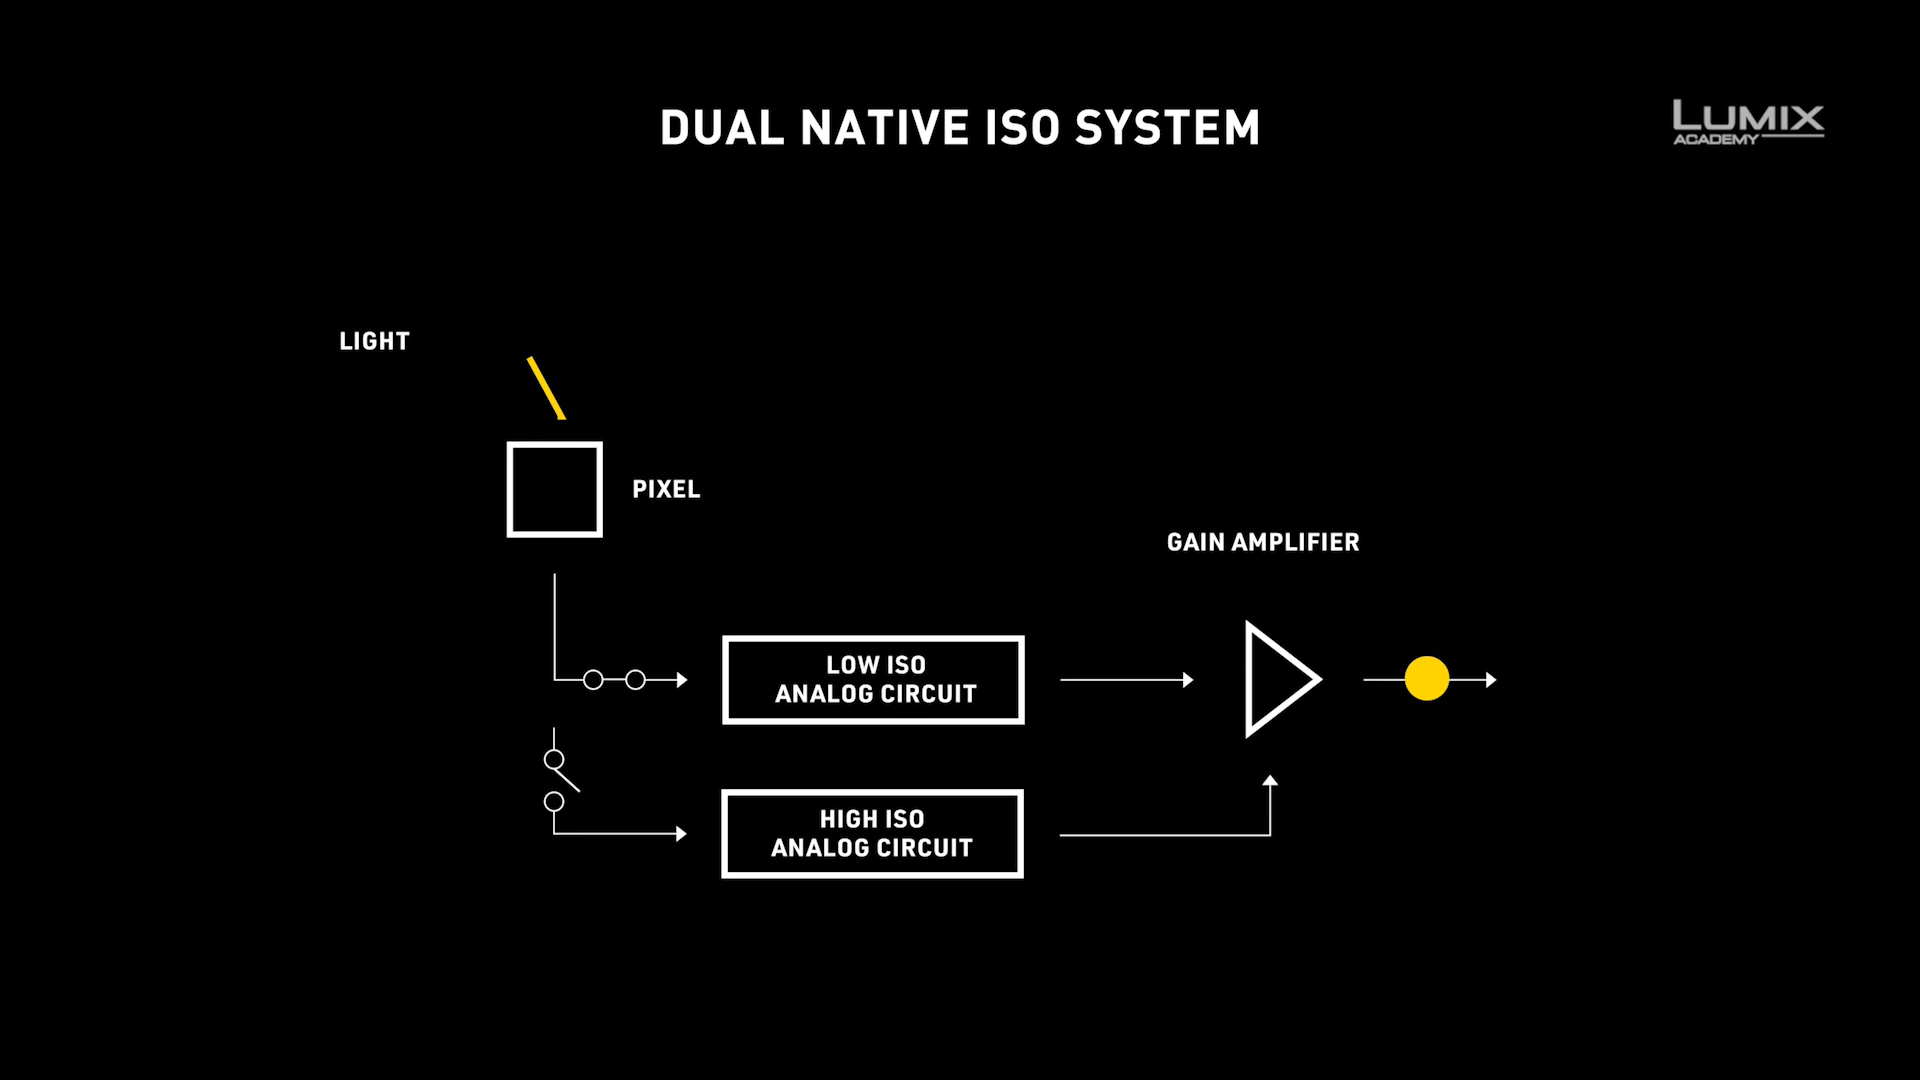 DUAL NATIVE ISO SYSTEM
LUMIX
ACADEMY
LIGHT
PIXEL
GAIN AMPLIFIER
LOW ISO
ANALOG CIRCUIT
HIGH ISO
ANALOG CIRCUIT